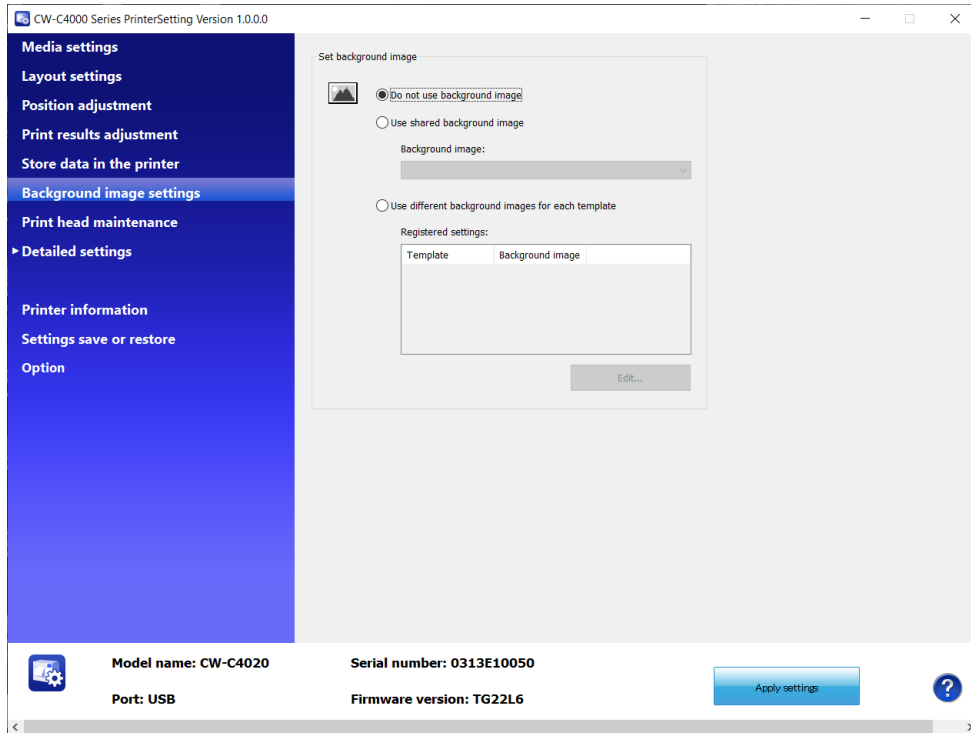 CW-C4000 Series PrinterSetting Version 1.0.0.0
Media settings
Layout settings
Position adjustment
Print results adjustment
Store data in the printer
Background image settings
Print head maintenance
Detailed settings
Printer information
Settings save or restore
Option
Set background image
Do not use background image
Use shared background image
Background image:
Use different background images for each template
Registered settings:
Template Background image
Edit...
Model name: CW-C4020 Serial number: 0313E10050
Port: USB Firmware version: TG22L6
Apply settings
?